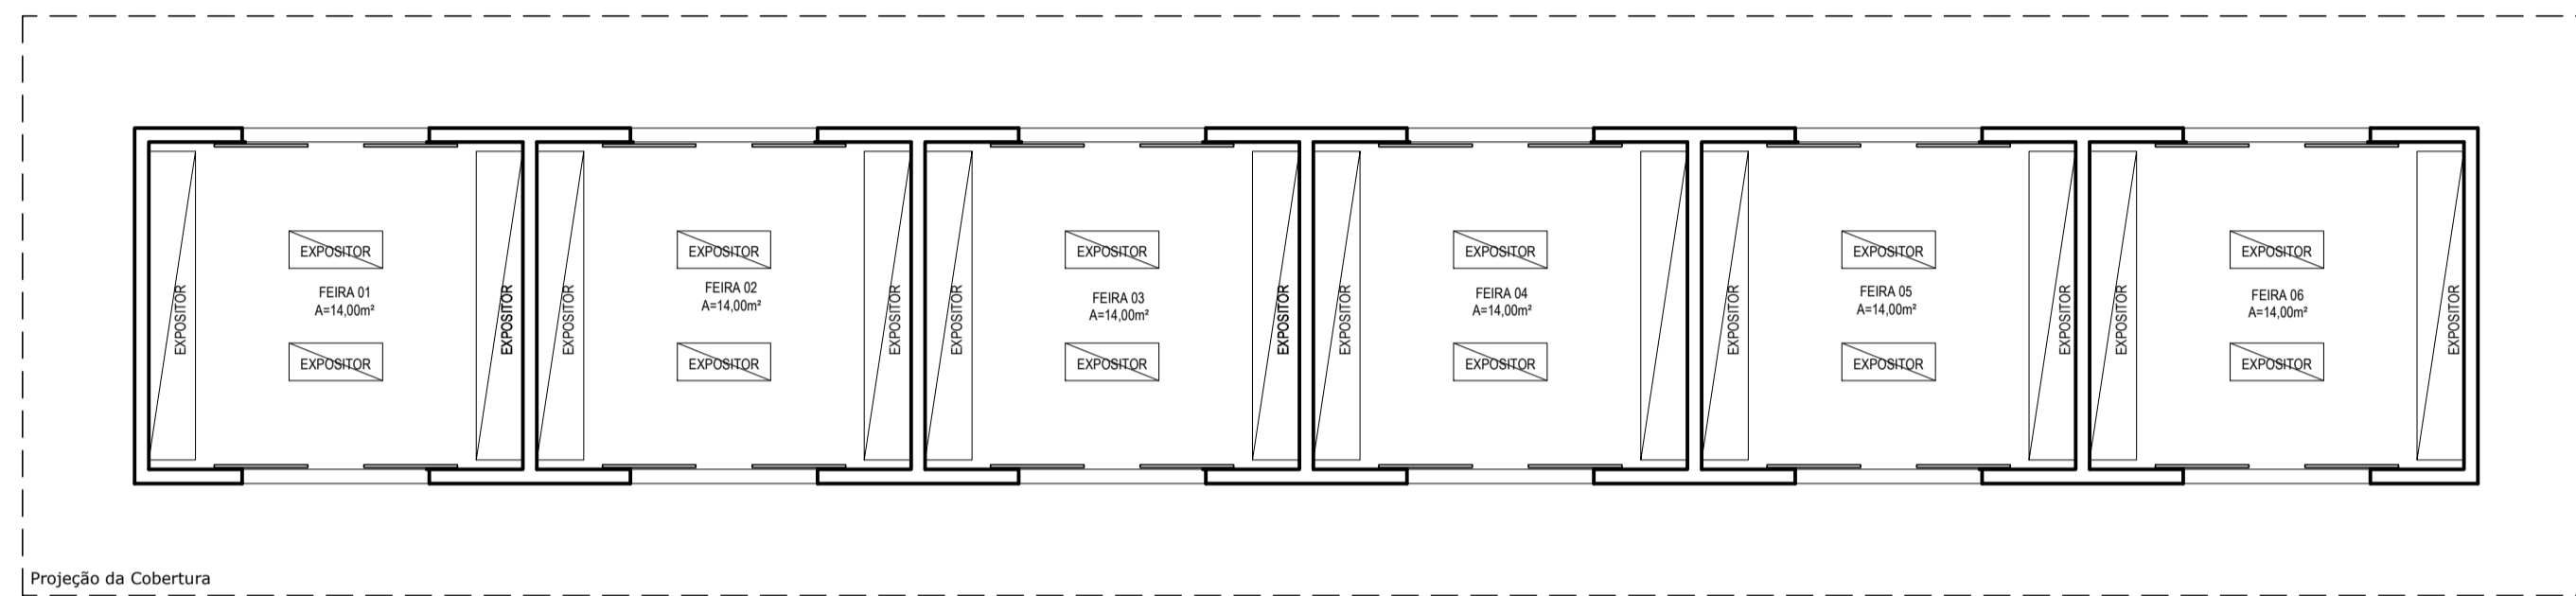 EXPOSITOR
EXPOSITOR
FEIRA 01
A=14,00m²
EXPOSITOR
EXPOSITOR
EXPOSITOR
EXPOSITOR
FEIRA 02
A=14,00m²
EXPOSITOR
EXPOSITOR
EXPOSITOR
EXPOSITOR
FEIRA 03
A=14,00m²
EXPOSITOR
EXPOSITOR
EXPOSITOR
EXPOSITOR
FEIRA 04
A=14,00m²
EXPOSITOR
EXPOSITOR
EXPOSITOR
FEIRA 05
A=14,00m²
EXPOSITOR
EXPOSITOR
EXPOSITOR
EXPOSITOR
FEIRA 06
A=14,00m²
EXPOSITOR
EXPOSITOR
Projeção da Cobertura